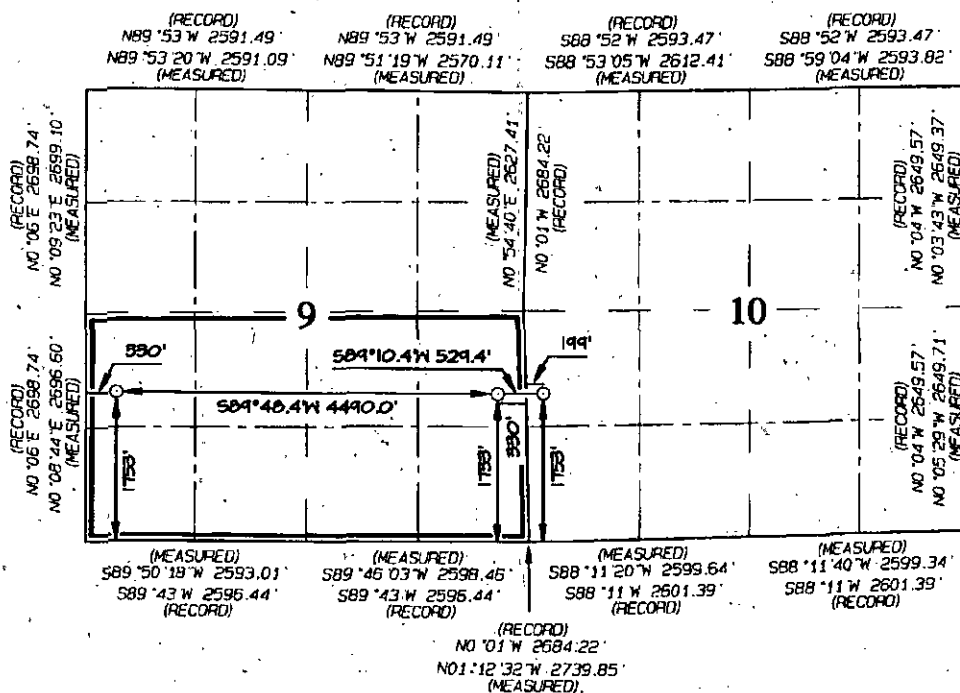 (RECORD)
N89°53'W 2591.49'
N89°53'20"W 2591.09'
(MEASURED)
(RECORD)
N89°53'W 2591.49'
N89°51'19"W 2570.11'
(MEASURED)
(RECORD)
S88°52'W 2593.47'
S88°53'05"W 2612.41'
(MEASURED)
(RECORD)
S88°52'W 2593.47'
S88°59'04"W 2593.82'
(MEASURED)
(RECORD)
N0°06'E 2698.74'
N0°09'23"E 2699.10'
(MEASURED)
(MEASURED)
N0°54'40"E 2627.41'
N0°01'W 2684.22'
(RECORD)
(RECORD)
N0°04'W 2649.57'
N0°03'43"W 2649.37'
(MEASURED)
9
10
(RECORD)
N0°06'E 2698.74'
N0°08'44"E 2696.60'
(MEASURED)
330'
S89°10.4'W 529.4'
199'
S89°48.4'W 4490.0'
1753'
1753'
330'
1753'
(RECORD)
N0°04'W 2649.57'
N0°05'29"W 2649.71'
(MEASURED)
(MEASURED)
S89°50'18"W 2593.01'
S89°43'W 2596.44'
(RECORD)
(MEASURED)
S89°46'03"W 2598.46'
S89°43'W 2596.44'
(RECORD)
(MEASURED)
S88°11'20"W 2599.64'
S88°11'W 2601.39'
(RECORD)
(MEASURED)
S88°11'40"W 2599.34'
S88°11'W 2601.39'
(RECORD)
(RECORD)
N0°01'W 2684.22'
N01°12'32"W 2739.85'
(MEASURED)